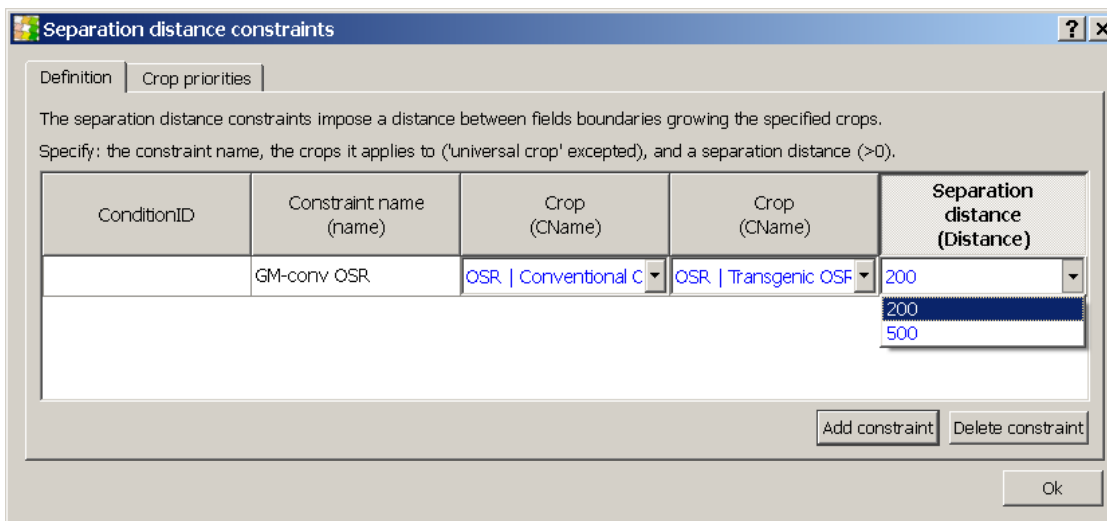 Separation distance constraints
?
Definition
Crop priorities
The separation distance constraints impose a distance between fields boundaries growing the specified crops.
Specify: the constraint name, the crops it applies to ('universal crop' excepted), and a separation distance (>0).
ConditionID
Constraint name
(name)
Crop
(CName)
Crop
(CName)
Separation
distance
(Distance)
GM-conv OSR
OSR | Conventional C
OSR | Transgenic OSR
200
200
500
Add constraint
Delete constraint
Ok